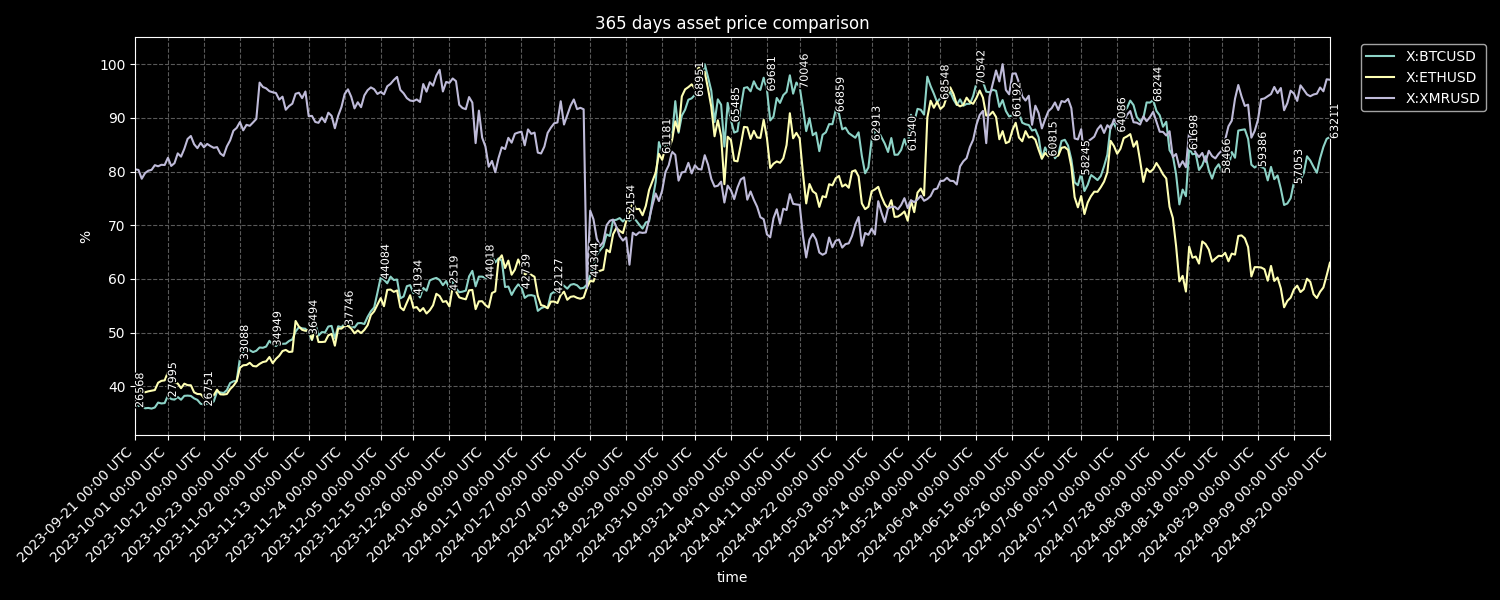 365 days asset price comparison
X:BTCUSD
X:ETHUSD
X:XMRUSD
%
100
90
80
70
60
50
40
26568
27995
26751
33088
34949
36494
37746
44084
41934
42519
44018
42739
42127
44344
52154
61181
68951
65485
69681
70046
66859
62913
61540
68548
70542
66192
60815
58245
64086
68244
61698
58466
59386
57053
63211
2023-09-21 00:00 UTC
2023-10-01 00:00 UTC
2023-10-12 00:00 UTC
2023-10-23 00:00 UTC
2023-11-02 00:00 UTC
2023-11-13 00:00 UTC
2023-11-24 00:00 UTC
2023-12-05 00:00 UTC
2023-12-15 00:00 UTC
2023-12-26 00:00 UTC
2024-01-06 00:00 UTC
2024-01-17 00:00 UTC
2024-01-27 00:00 UTC
2024-02-07 00:00 UTC
2024-02-18 00:00 UTC
2024-02-29 00:00 UTC
2024-03-10 00:00 UTC
2024-03-21 00:00 UTC
2024-04-01 00:00 UTC
2024-04-11 00:00 UTC
2024-04-22 00:00 UTC
2024-05-03 00:00 UTC
2024-05-14 00:00 UTC
2024-05-24 00:00 UTC
2024-06-04 00:00 UTC
2024-06-15 00:00 UTC
2024-06-26 00:00 UTC
2024-07-06 00:00 UTC
2024-07-17 00:00 UTC
2024-07-28 00:00 UTC
2024-08-08 00:00 UTC
2024-08-18 00:00 UTC
2024-08-29 00:00 UTC
2024-09-09 00:00 UTC
2024-09-20 00:00 UTC
time